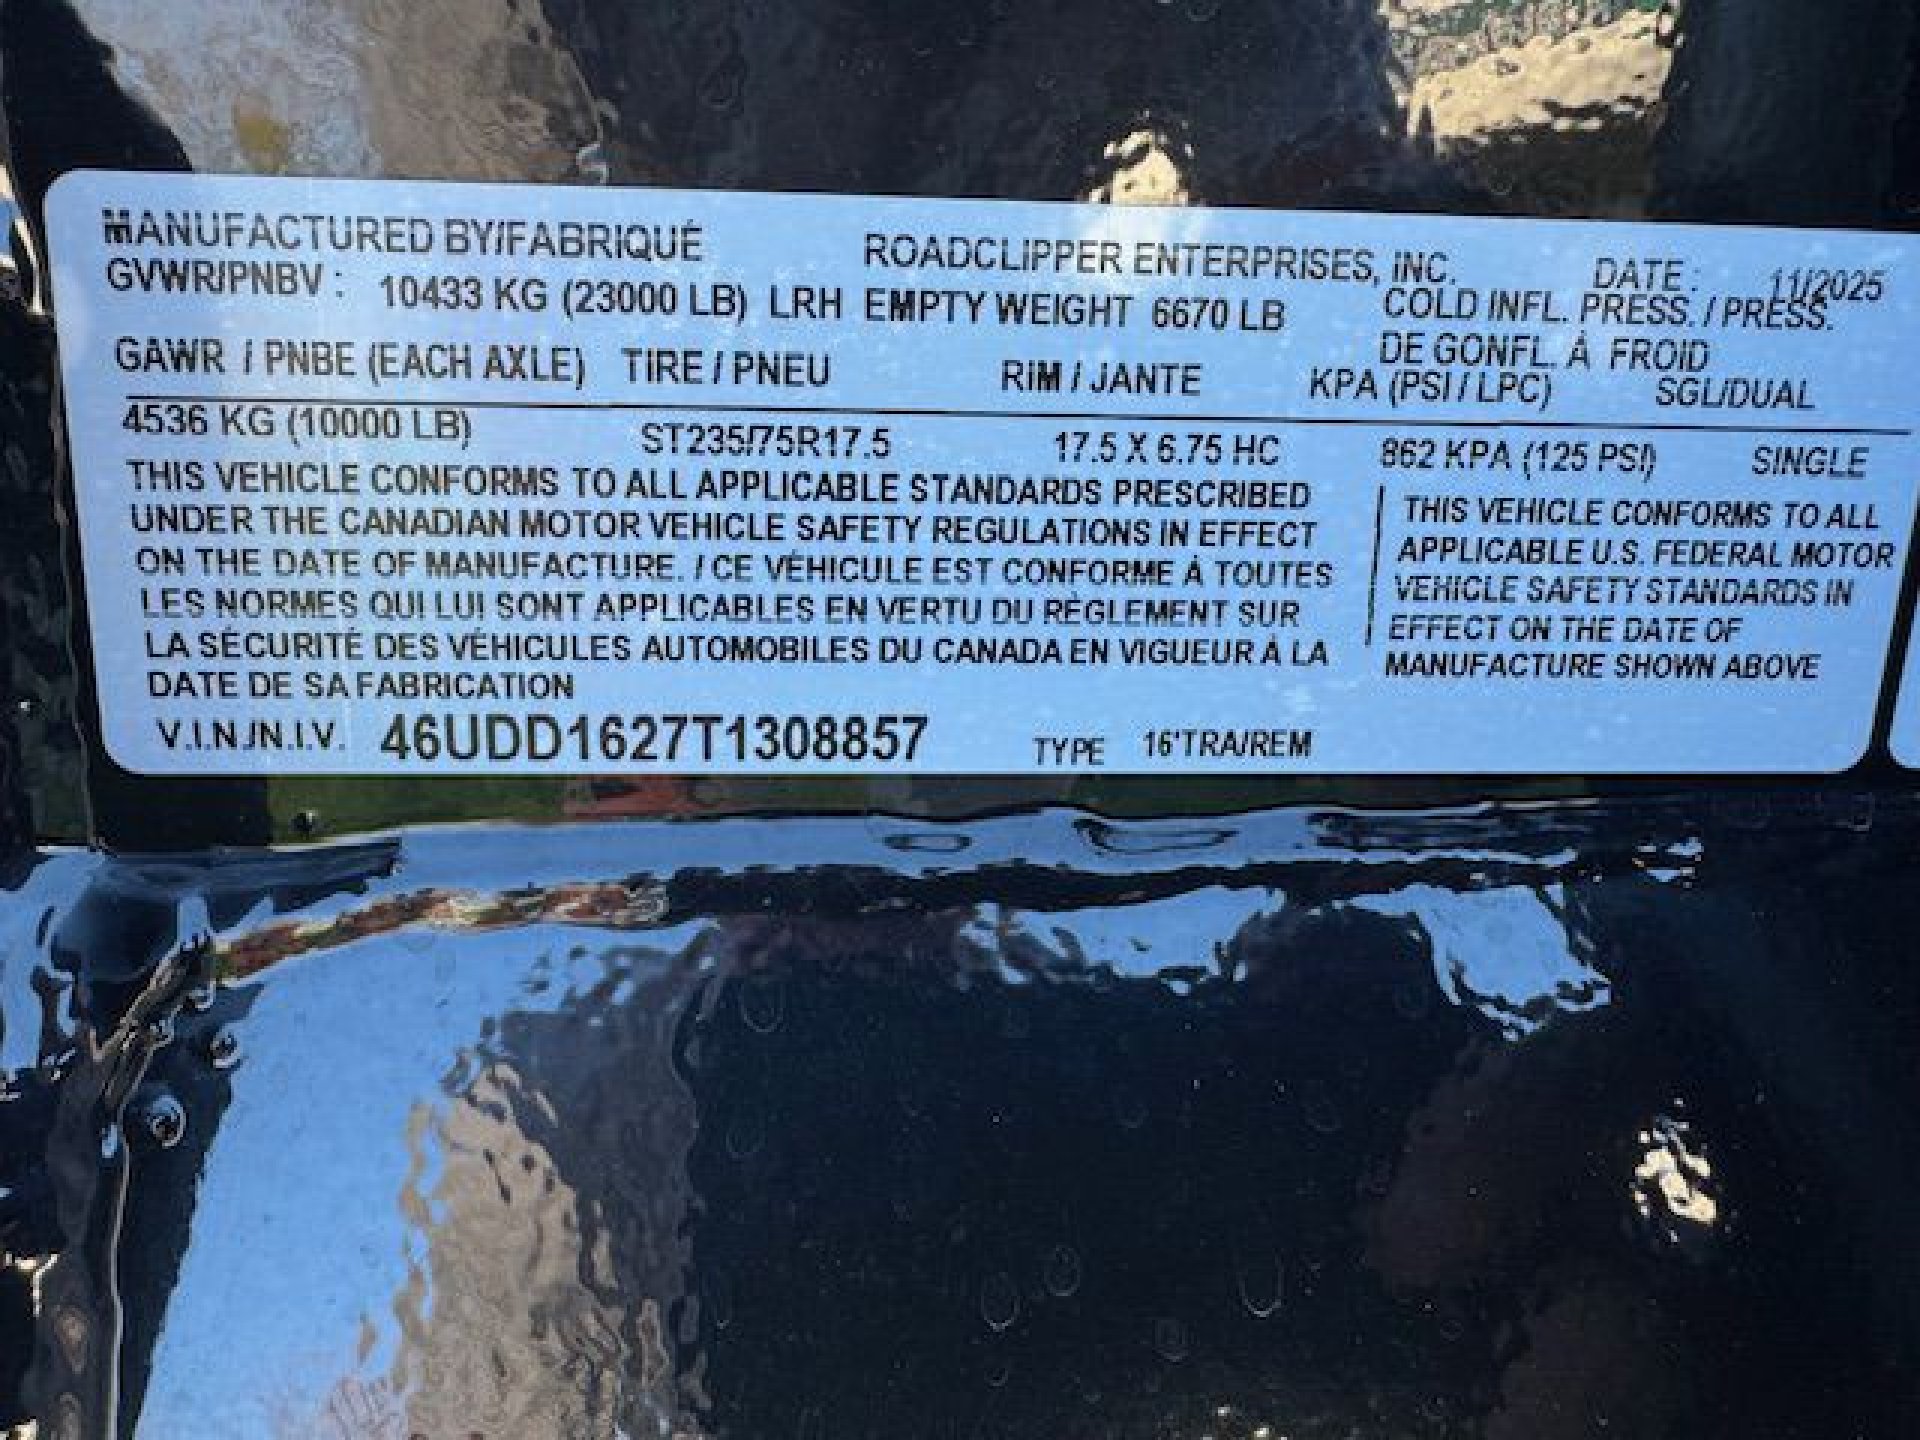 MANUFACTURED BY/FABRIQUÉ ROADCLIPPER ENTERPRISES, INC. DATE: 11/2025
GVWR/PNBV: 10433 KG (23000 LB) LRH EMPTY WEIGHT 6670 LB COLD INFL. PRESS. / PRESS.
DE GONFL. À FROID
GAWR / PNBE (EACH AXLE) TIRE / PNEU RIM / JANTE KPA (PSI / LPC) SGL/DUAL
4536 KG (10000 LB) ST235/75R17.5 17.5 X 6.75 HC 862 KPA (125 PSI) SINGLE
THIS VEHICLE CONFORMS TO ALL APPLICABLE STANDARDS PRESCRIBED
UNDER THE CANADIAN MOTOR VEHICLE SAFETY REGULATIONS IN EFFECT
ON THE DATE OF MANUFACTURE. / CE VÉHICULE EST CONFORME À TOUTES
LES NORMES QUI LUI SONT APPLICABLES EN VERTU DU RÈGLEMENT SUR
LA SÉCURITÉ DES VÉHICULES AUTOMOBILES DU CANADA EN VIGUEUR À LA
DATE DE SA FABRICATION
THIS VEHICLE CONFORMS TO ALL
APPLICABLE U.S. FEDERAL MOTOR
VEHICLE SAFETY STANDARDS IN
EFFECT ON THE DATE OF
MANUFACTURE SHOWN ABOVE
V.I.N./N.I.V. 46UDD1627T1308857 TYPE 16'TRA/REM